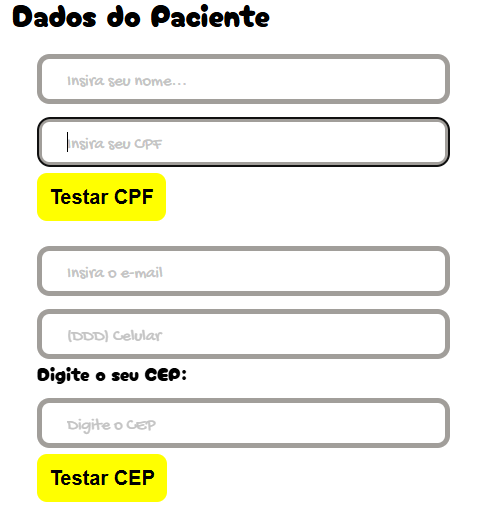 Dados do Paciente
Insira seu nome...
Insira seu CPF
Testar CPF
Insira o e-mail
(DDD) Celular
Digite o seu CEP:
Digite o CEP
Testar CEP